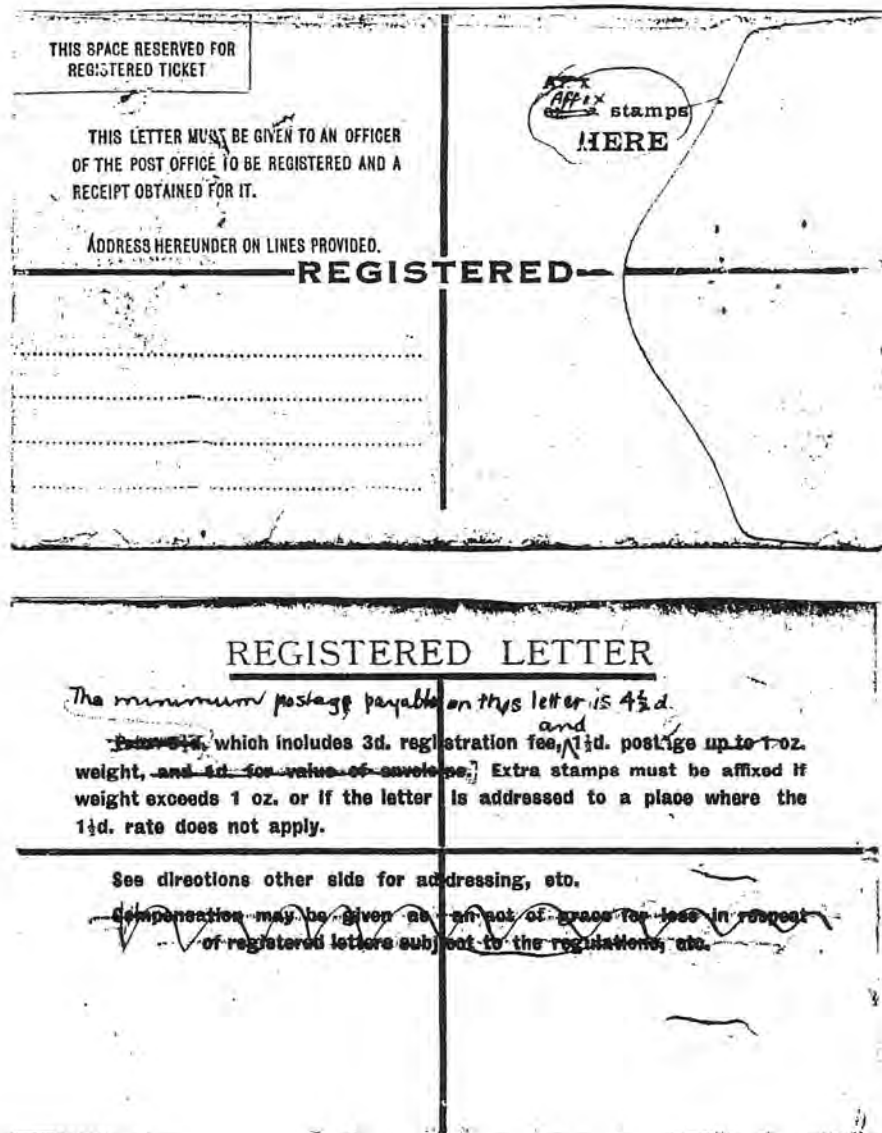 THIS SPACE RESERVED FOR
REGISTERED TICKET
THIS LETTER MUST BE GIVEN TO AN OFFICER
OF THE POST OFFICE TO BE REGISTERED AND A
RECEIPT OBTAINED FOR IT.
ADDRESS HEREUNDER ON LINES PROVIDED.
Affix stamps
HERE
REGISTERED
REGISTERED LETTER
The minimum postage payable on this letter is 4½d.
and
which includes 3d. registration fee, 1½d. postage up to 1 oz.
weight, and 1d. for value of envelope. Extra stamps must be affixed if
weight exceeds 1 oz. or if the letter is addressed to a place where the
1½d. rate does not apply.
See directions other side for addressing, etc.
Compensation may be given as an act of grace for loss in respect
of registered letters subject to the regulations, etc.